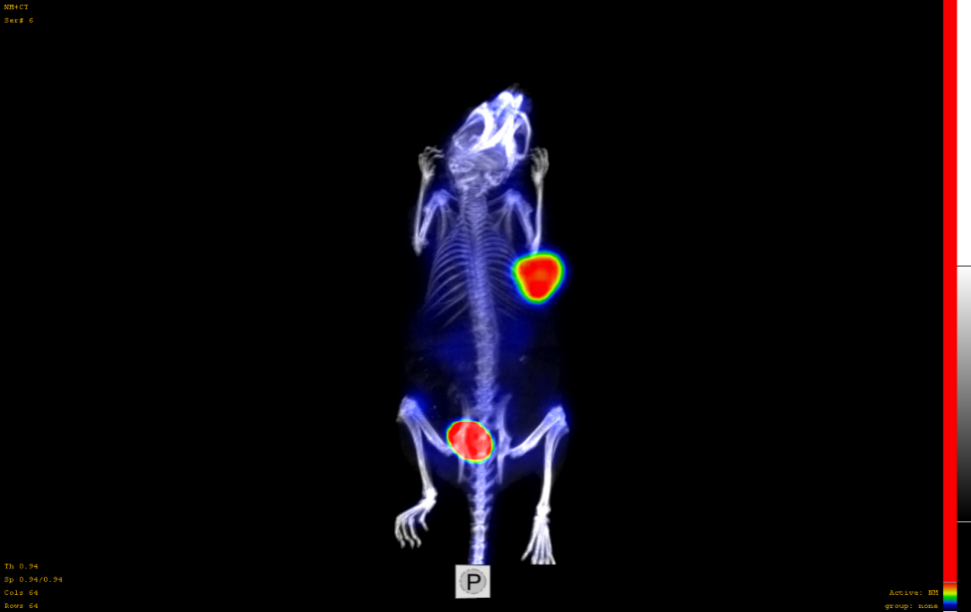 NM+CT
Ser# 6
Th 0.94
Sp 0.94/0.94
Cols 64
Rows 64
P
Active: NM
group: none